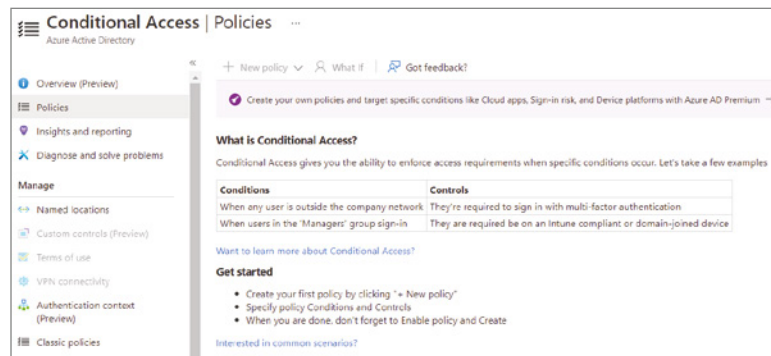 Conditional Access | Policies ...
Azure Active Directory
«
Overview (Preview)
Policies
Insights and reporting
Diagnose and solve problems
Manage
Named locations
Custom controls (Preview)
Terms of use
VPN connectivity
Authentication context
(Preview)
Classic policies
+ New policy
What If
Got feedback?
Create your own policies and target specific conditions like Cloud apps, Sign-in risk, and Device platforms with Azure AD Premium
What is Conditional Access?
Conditional Access gives you the ability to enforce access requirements when specific conditions occur. Let's take a few examples
Conditions Controls
When any user is outside the company network They're required to sign in with multi-factor authentication
When users in the 'Managers' group sign-in They are required be on an Intune compliant or domain-joined device
Want to learn more about Conditional Access?
Get started
• Create your first policy by clicking "+ New policy"
• Specify policy Conditions and Controls
• When you are done, don't forget to Enable policy and Create
Interested in common scenarios?